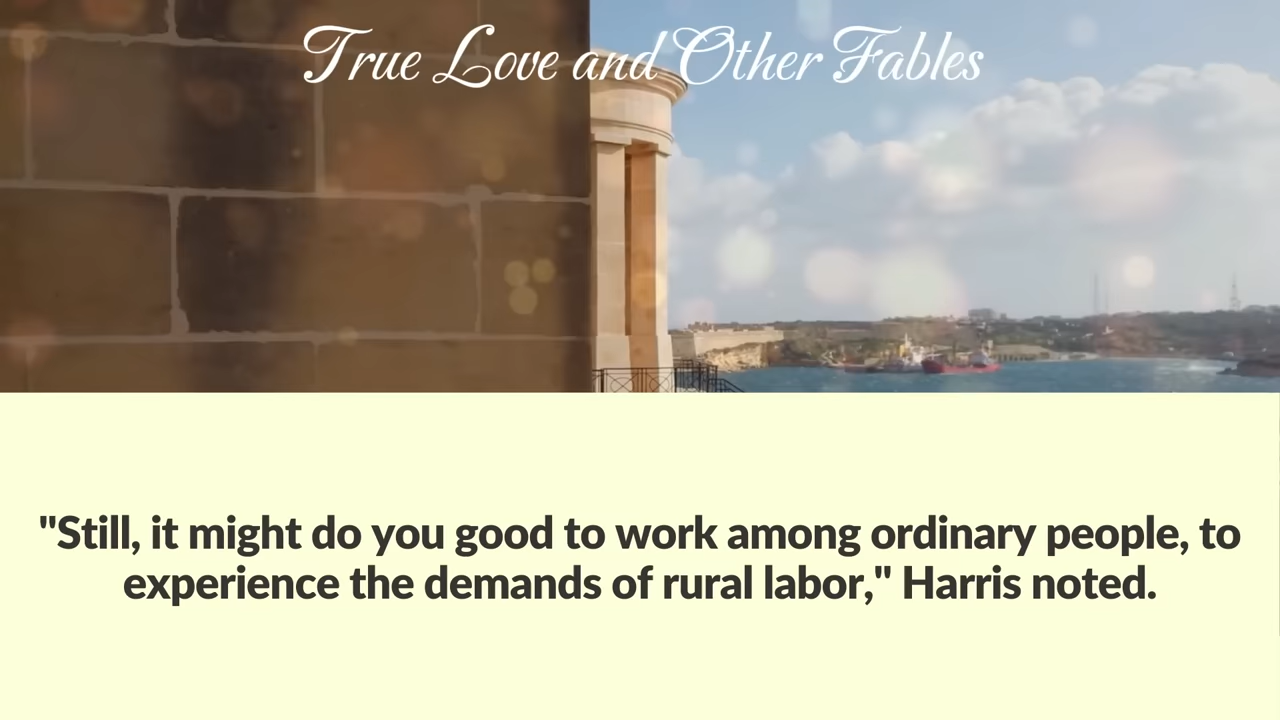 True Love and Other Fables
"Still, it might do you good to work among ordinary people, to
experience the demands of rural labor," Harris noted.